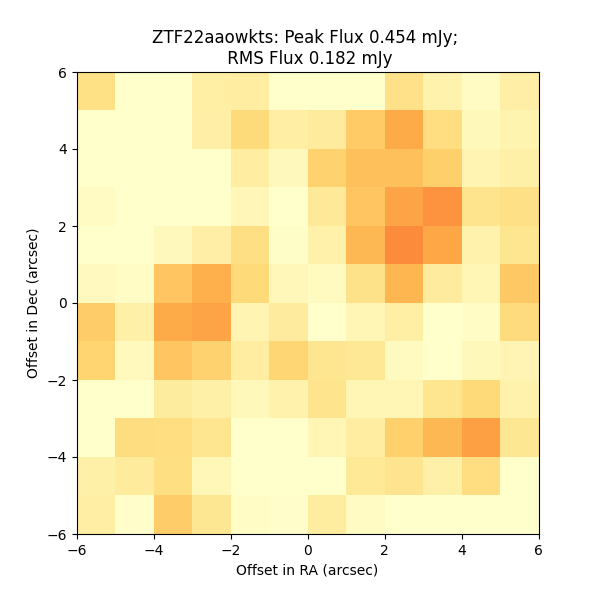 ZTF22aaowkts: Peak Flux 0.454 mJy;
RMS Flux 0.182 mJy
6
4
2
0
−2
−4
−6
Offset in Dec (arcsec)
−6 −4 −2 0 2 4 6
Offset in RA (arcsec)